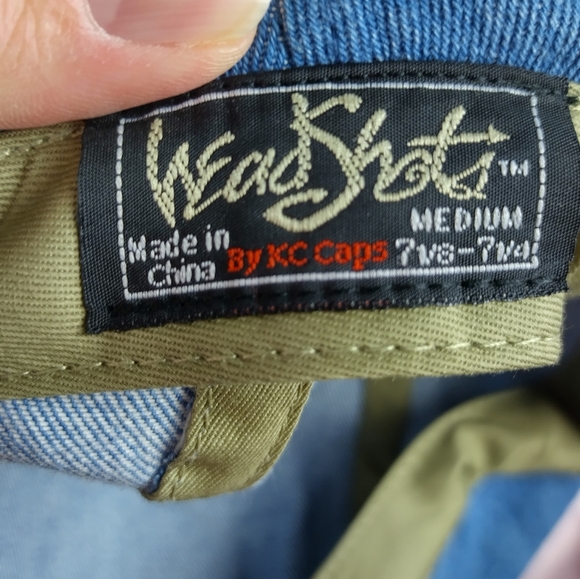 HeadShots™
MEDIUM
Made in
China
By KC Caps
7 1/8-7 1/4